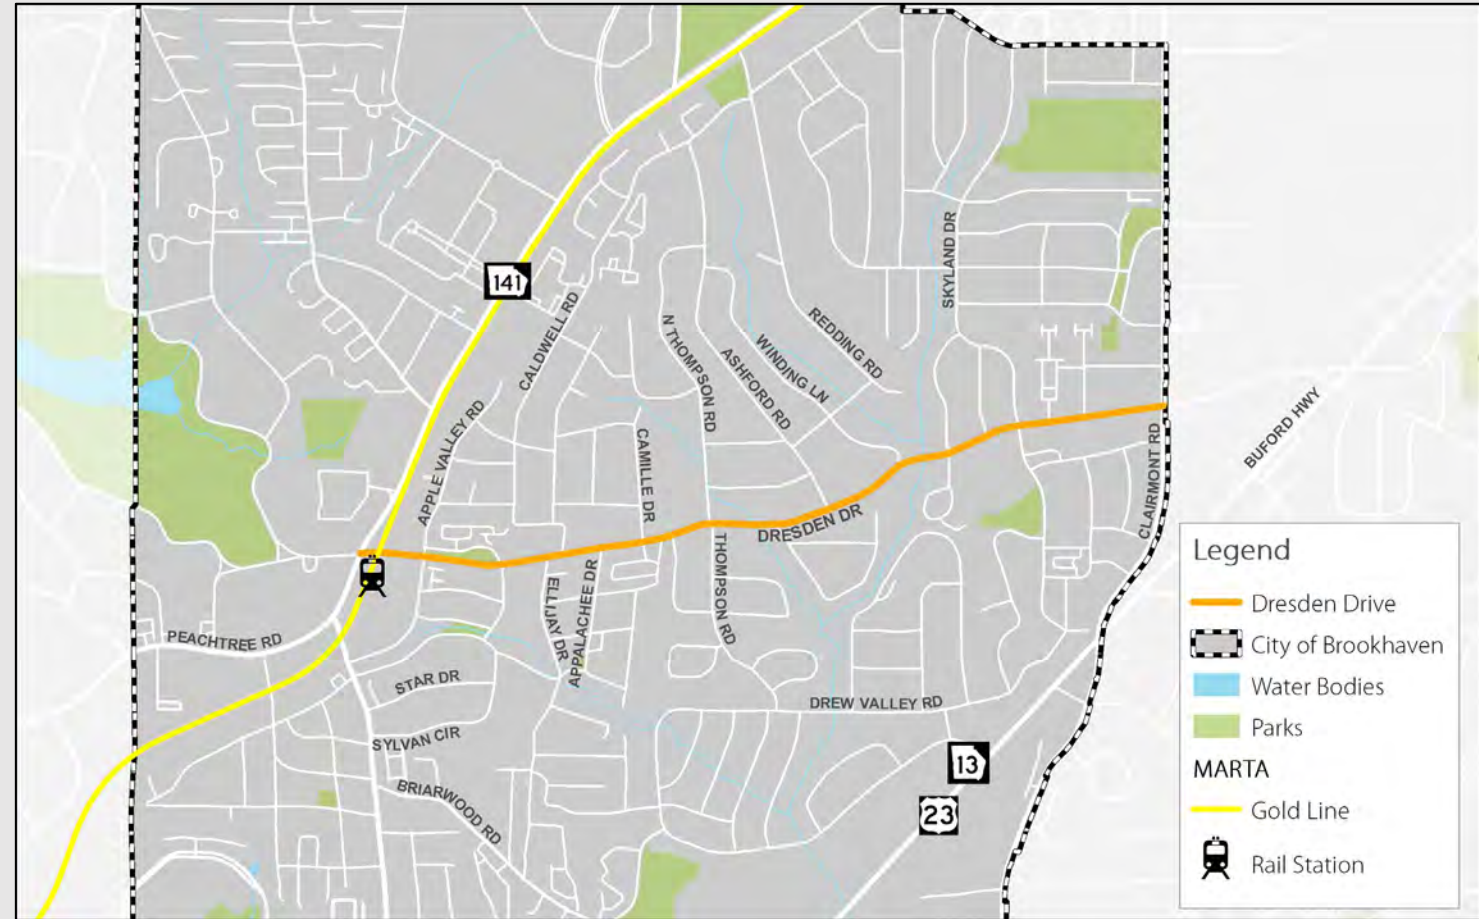 SKYLAND DR
141
CALDWELL RD
N THOMPSON RD
REDDING RD
WINDING LN
ASHFORD RD
APPLE VALLEY RD
CAMILLE DR
BUFORD HWY
CLAIRMONT RD
DRESDEN DR
THOMPSON RD
ELLIJAY DR
APPALACHEE DR
PEACHTREE RD
STAR DR
SYLVAN CIR
BRIARWOOD RD
DREW VALLEY RD
13
23
Legend
Dresden Drive
City of Brookhaven
Water Bodies
Parks
MARTA
Gold Line
Rail Station